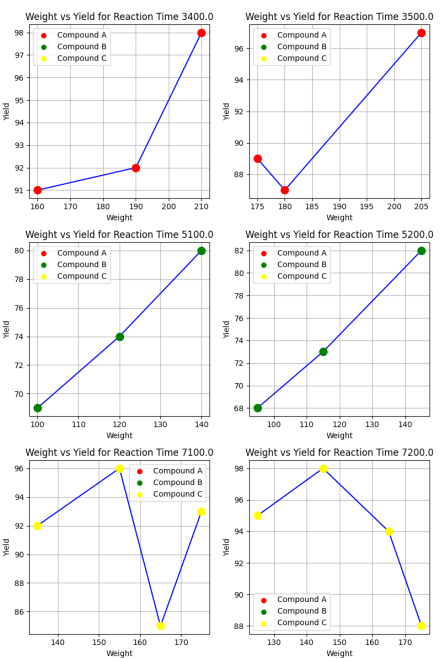 Weight vs Yield for Reaction Time 3400.0
98
97
96
95
94
93
92
91
Yield
Compound A
Compound B
Compound C
160 170 180 190 200 210
Weight
Weight vs Yield for Reaction Time 3500.0
96
94
92
90
88
Yield
Compound A
Compound B
Compound C
175 180 185 190 195 200 205
Weight
Weight vs Yield for Reaction Time 5100.0
80
78
76
74
72
70
Yield
Compound A
Compound B
Compound C
100 110 120 130 140
Weight
Weight vs Yield for Reaction Time 5200.0
82
80
78
76
74
72
70
68
Yield
Compound A
Compound B
Compound C
100 110 120 130 140
Weight
Weight vs Yield for Reaction Time 7100.0
96
94
92
90
88
86
Yield
Compound A
Compound B
Compound C
140 150 160 170
Weight
Weight vs Yield for Reaction Time 7200.0
98
96
94
92
90
88
Yield
Compound A
Compound B
Compound C
130 140 150 160 170
Weight